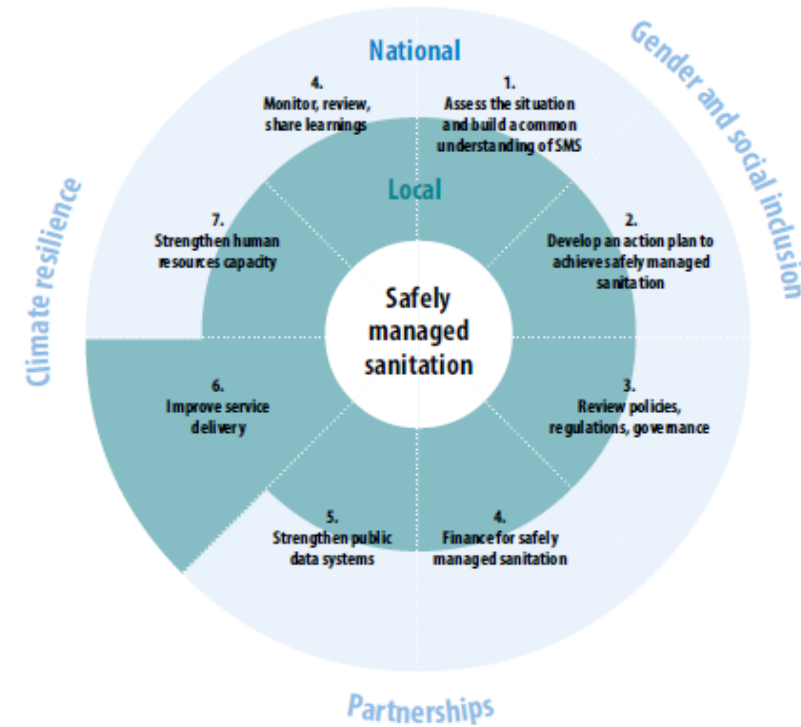 National
Local
Safely
managed
sanitation
1.
Assess the situation
and build a common
understanding of SMS
2.
Develop an action plan to
achieve safely managed
sanitation
3.
Review policies,
regulations, governance
4.
Finance for safely
managed sanitation
5.
Strengthen public
data systems
6.
Improve service
delivery
7.
Strengthen human
resources capacity
4.
Monitor, review,
share learnings
Gender and social inclusion
Partnerships
Climate resilience